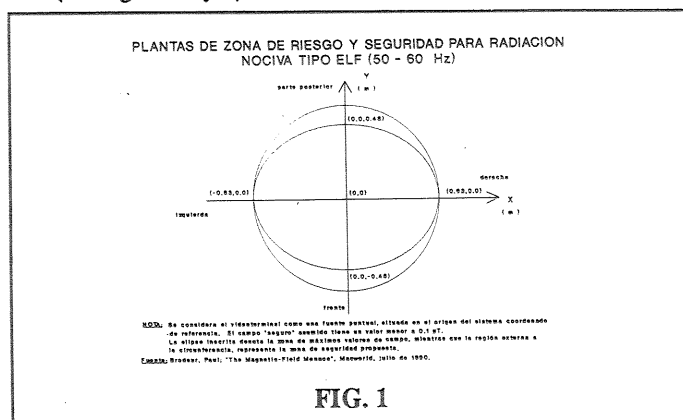 PLANTAS DE ZONA DE RIESGO Y SEGURIDAD PARA RADIACION
NOCIVA TIPO ELF (50 - 60 Hz)
Y
parte posterior
( m )
(0.0,0.48)
derecha
(-0.63,0.0)
(0,0)
(0.63,0.0)
X
izquierda
( m )
(0.0,-0.48)
frente
NOTA: Se considera el videoterminal como una fuente puntual, situada en el origen del sistema coordenado
de referencia. El campo "seguro" asumido tiene un valor menor a 0.1 uT.
La elipse inscrita denota la zona de máximos valores de campo, mientras que la región externa a
la circunferencia, representa la zona de seguridad propuesta.
Fuente: Brodeur, Paul; "The Magnetic-Field Menace", Macworld, julio de 1990.
FIG. 1